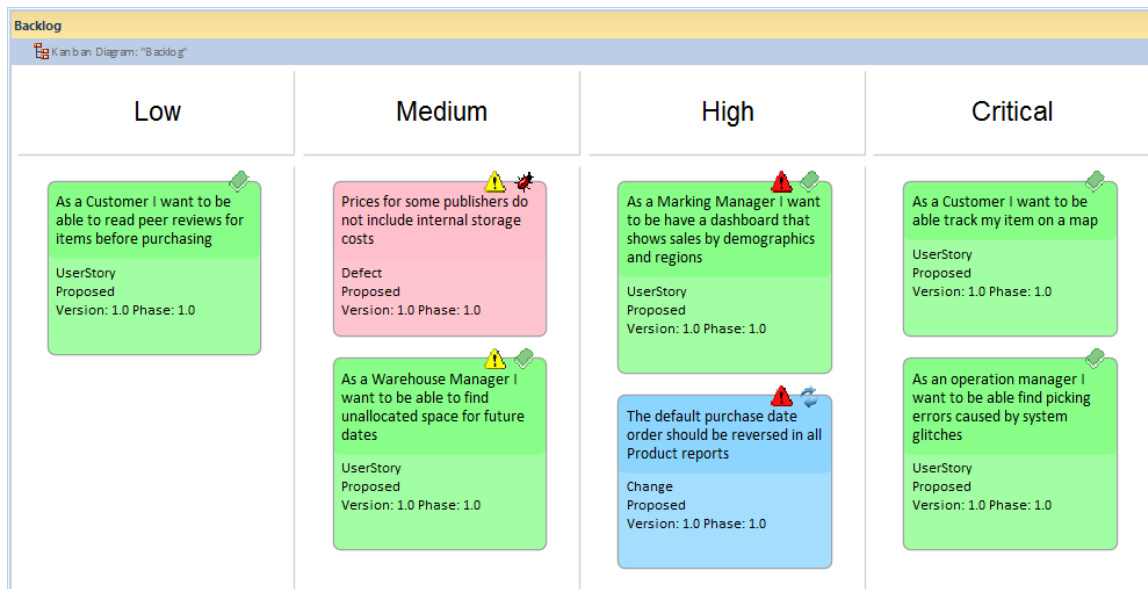 Backlog
Kanban Diagram: "Backlog"
Low
Medium
High
Critical
As a Customer I want to be
able to read peer reviews for
items before purchasing
UserStory
Proposed
Version: 1.0 Phase: 1.0
Prices for some publishers do
not include internal storage
costs
Defect
Proposed
Version: 1.0 Phase: 1.0
As a Warehouse Manager I
want to be able to find
unallocated space for future
dates
UserStory
Proposed
Version: 1.0 Phase: 1.0
As a Marking Manager I want
to be have a dashboard that
shows sales by demographics
and regions
UserStory
Proposed
Version: 1.0 Phase: 1.0
The default purchase date
order should be reversed in all
Product reports
Change
Proposed
Version: 1.0 Phase: 1.0
As a Customer I want to be
able track my item on a map
UserStory
Proposed
Version: 1.0 Phase: 1.0
As an operation manager I
want to be able find picking
errors caused by system
glitches
UserStory
Proposed
Version: 1.0 Phase: 1.0